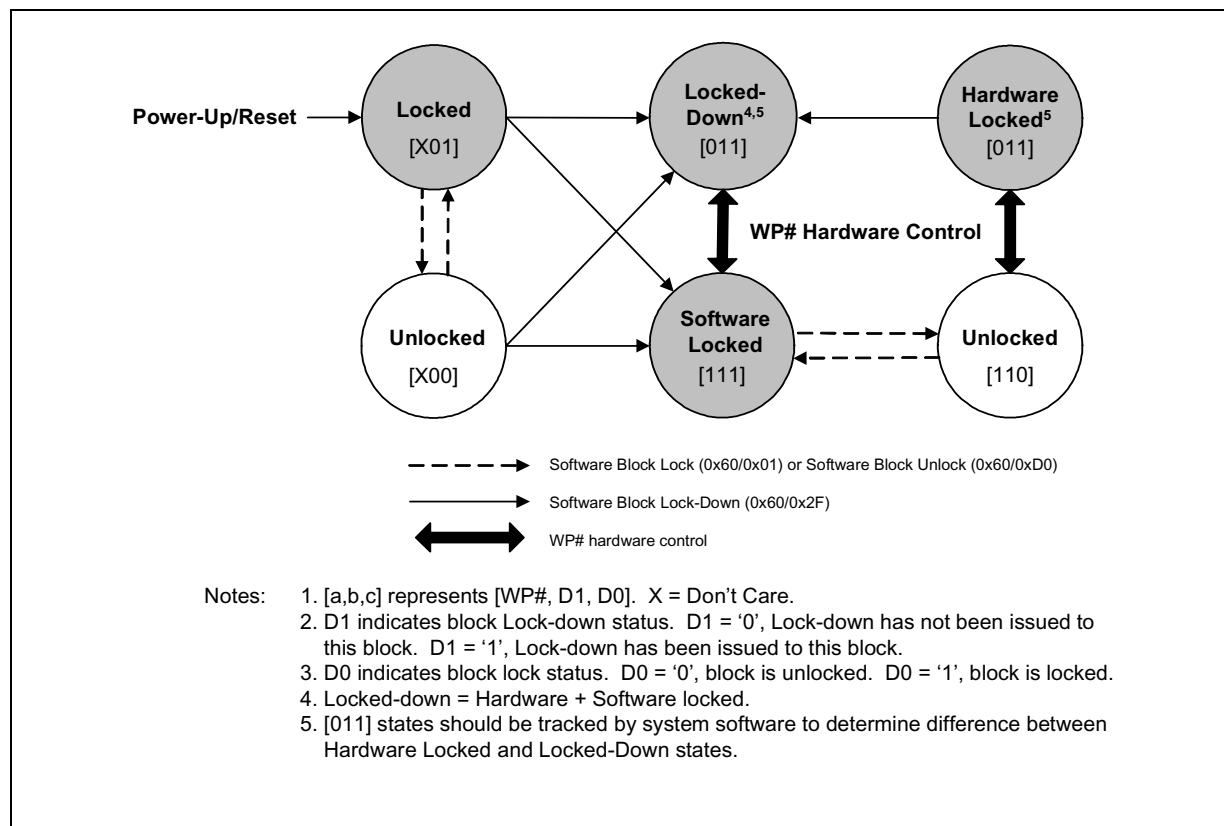 Power-Up/Reset
Locked
[X01]
Locked-
Down4,5
[011]
Hardware
Locked5
[011]
WP# Hardware Control
Unlocked
[X00]
Software
Locked
[111]
Unlocked
[110]
Software Block Lock (0x60/0x01) or Software Block Unlock (0x60/0xD0)
Software Block Lock-Down (0x60/0x2F)
WP# hardware control
Notes: 1. [a,b,c] represents [WP#, D1, D0].  X = Don’t Care.
2. D1 indicates block Lock-down status.  D1 = ‘0’, Lock-down has not been issued to
this block.  D1 = ‘1’, Lock-down has been issued to this block.
3. D0 indicates block lock status.  D0 = ‘0’, block is unlocked.  D0 = ‘1’, block is locked.
4. Locked-down = Hardware + Software locked.
5. [011] states should be tracked by system software to determine difference between
Hardware Locked and Locked-Down states.